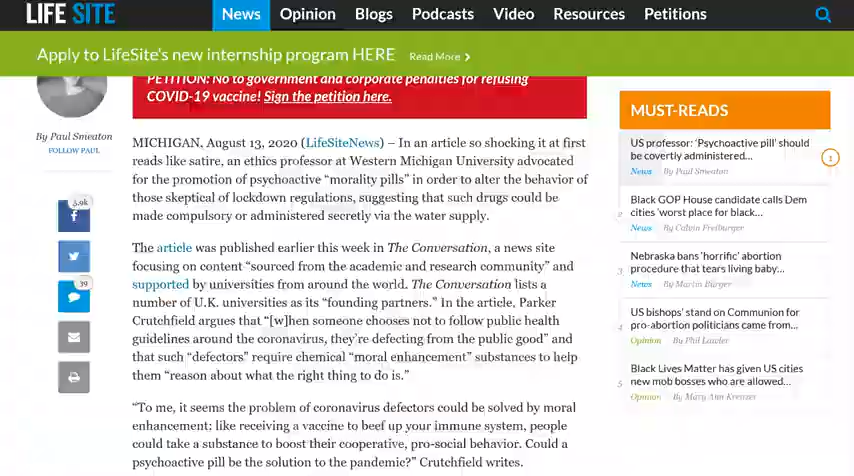 LIFE SITE
News Opinion Blogs Podcasts Video Resources Petitions
Apply to LifeSite's new internship program HERE Read More
PETITION: No to government and corporate penalties for refusing
COVID-19 vaccine! Sign the petition here.
By Paul Smeaton
FOLLOW PAUL
5.9k
39
MICHIGAN, August 13, 2020 (LifeSiteNews) – In an article so shocking it at first
reads like satire, an ethics professor at Western Michigan University advocated
for the promotion of psychoactive “morality pills” in order to alter the behavior of
those skeptical of lockdown regulations, suggesting that such drugs could be
made compulsory or administered secretly via the water supply.
The article was published earlier this week in The Conversation, a news site
focusing on content “sourced from the academic and research community” and
supported by universities from around the world. The Conversation lists a
number of U.K. universities as its “founding partners.” In the article, Parker
Crutchfield argues that “[w]hen someone chooses not to follow public health
guidelines around the coronavirus, they’re defecting from the public good” and
that such “defectors” require chemical “moral enhancement” substances to help
them “reason about what the right thing to do is.”
“To me, it seems the problem of coronavirus defectors could be solved by moral
enhancement: like receiving a vaccine to beef up your immune system, people
could take a substance to boost their cooperative, pro-social behavior. Could a
psychoactive pill be the solution to the pandemic?” Crutchfield writes.
MUST-READS
US professor: ‘Psychoactive pill’ should
be covertly administered...
News By Paul Smeaton
1
2
Black GOP House candidate calls Dem
cities ‘worst place for black...
News By Calvin Freiburger
3
Nebraska bans ‘horrific’ abortion
procedure that tears living baby...
News By Martin Bürger
4
US bishops’ stand on Communion for
pro-abortion politicians came from...
Opinion By Phil Lawler
5
Black Lives Matter has given US cities
new mob bosses who are allowed...
Opinion By Mary Ann Kreitzer